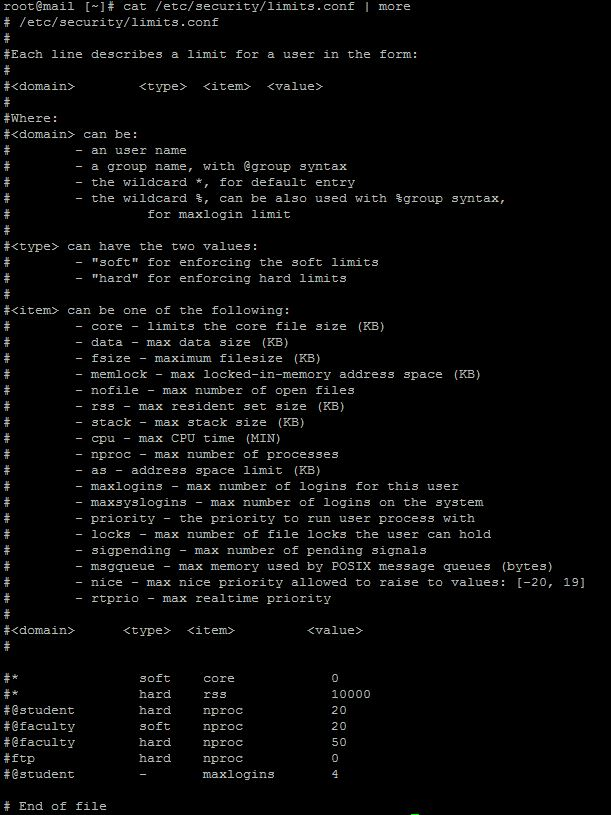 root@mail [~]# cat /etc/security/limits.conf | more
# /etc/security/limits.conf
#
#Each line describes a limit for a user in the form:
#
#<domain>        <type>  <item>  <value>
#
#Where:
#<domain> can be:
#        - an user name
#        - a group name, with @group syntax
#        - the wildcard *, for default entry
#        - the wildcard %, can be also used with %group syntax,
#                 for maxlogin limit
#
#<type> can have the two values:
#        - "soft" for enforcing the soft limits
#        - "hard" for enforcing hard limits
#
#<item> can be one of the following:
#        - core - limits the core file size (KB)
#        - data - max data size (KB)
#        - fsize - maximum filesize (KB)
#        - memlock - max locked-in-memory address space (KB)
#        - nofile - max number of open files
#        - rss - max resident set size (KB)
#        - stack - max stack size (KB)
#        - cpu - max CPU time (MIN)
#        - nproc - max number of processes
#        - as - address space limit (KB)
#        - maxlogins - max number of logins for this user
#        - maxsyslogins - max number of logins on the system
#        - priority - the priority to run user process with
#        - locks - max number of file locks the user can hold
#        - sigpending - max number of pending signals
#        - msgqueue - max memory used by POSIX message queues (bytes)
#        - nice - max nice priority allowed to raise to values: [-20, 19]
#        - rtprio - max realtime priority
#
#<domain>      <type>  <item>         <value>
#

#*               soft    core            0
#*               hard    rss             10000
#@student        hard    nproc           20
#@faculty        soft    nproc           20
#@faculty        hard    nproc           50
#ftp             hard    nproc           0
#@student        -       maxlogins       4

# End of file